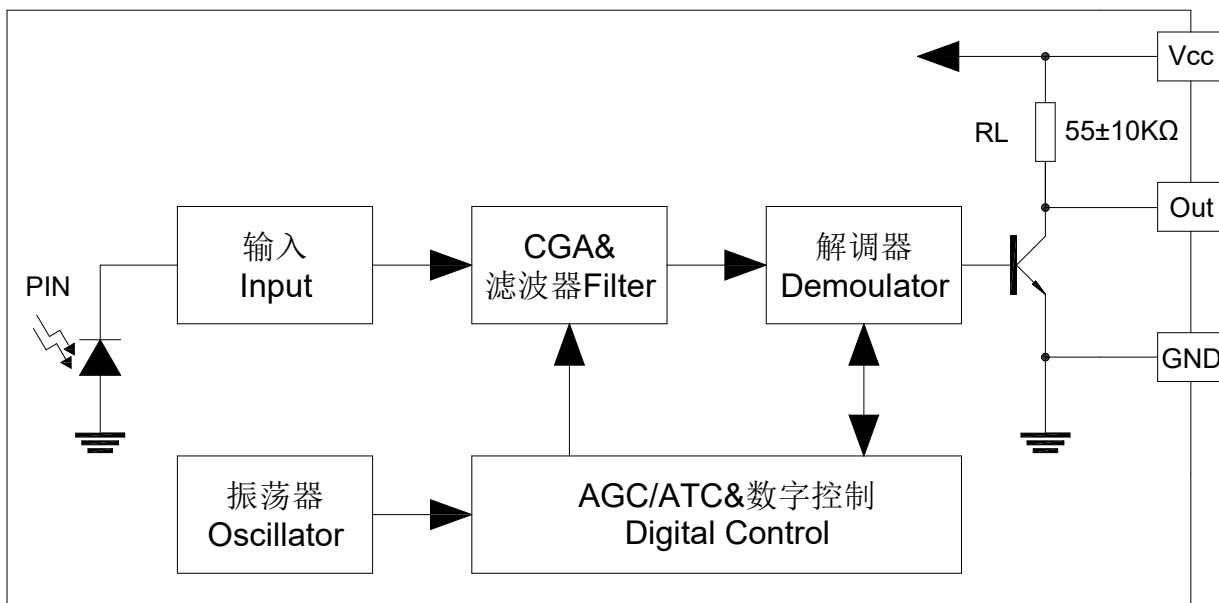 Vcc
RL
55±10KΩ
Out
输入
Input
CGA&
滤波器Filter
解调器
Demoulator
PIN
GND
振荡器
Oscillator
AGC/ATC&数字控制
Digital Control